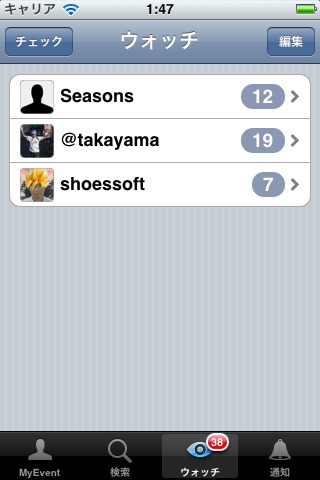 キャリア 1:47
チェック ウォッチ 編集
Seasons 12
@takayama 19
shoessoft 7
38
MyEvent 検索 ウォッチ 通知